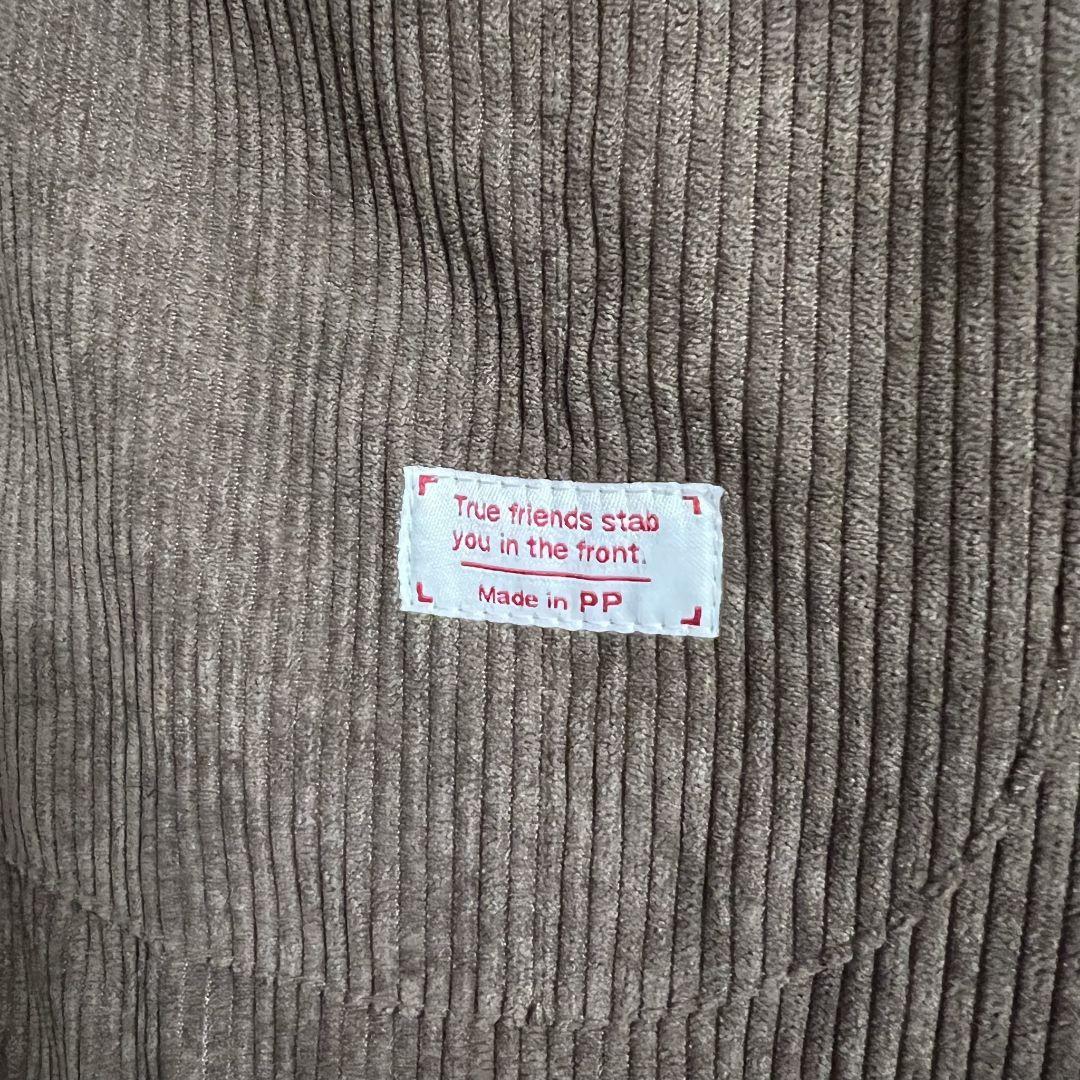 True friends stab
you in the front.
Made in PP